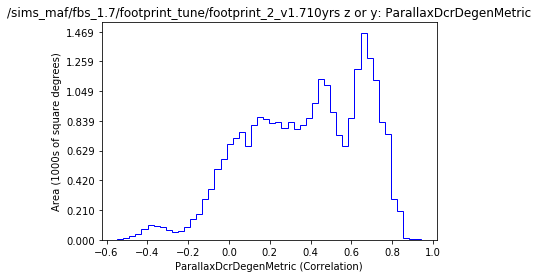 /sims_maf/fbs_1.7/footprint_tune/footprint_2_v1.710yrs z or y: ParallaxDcrDegenMetric
Area (1000s of square degrees)
1.469
1.259
1.049
0.839
0.629
0.420
0.210
0.000
−0.6 −0.4 −0.2 0.0 0.2 0.4 0.6 0.8 1.0
ParallaxDcrDegenMetric (Correlation)